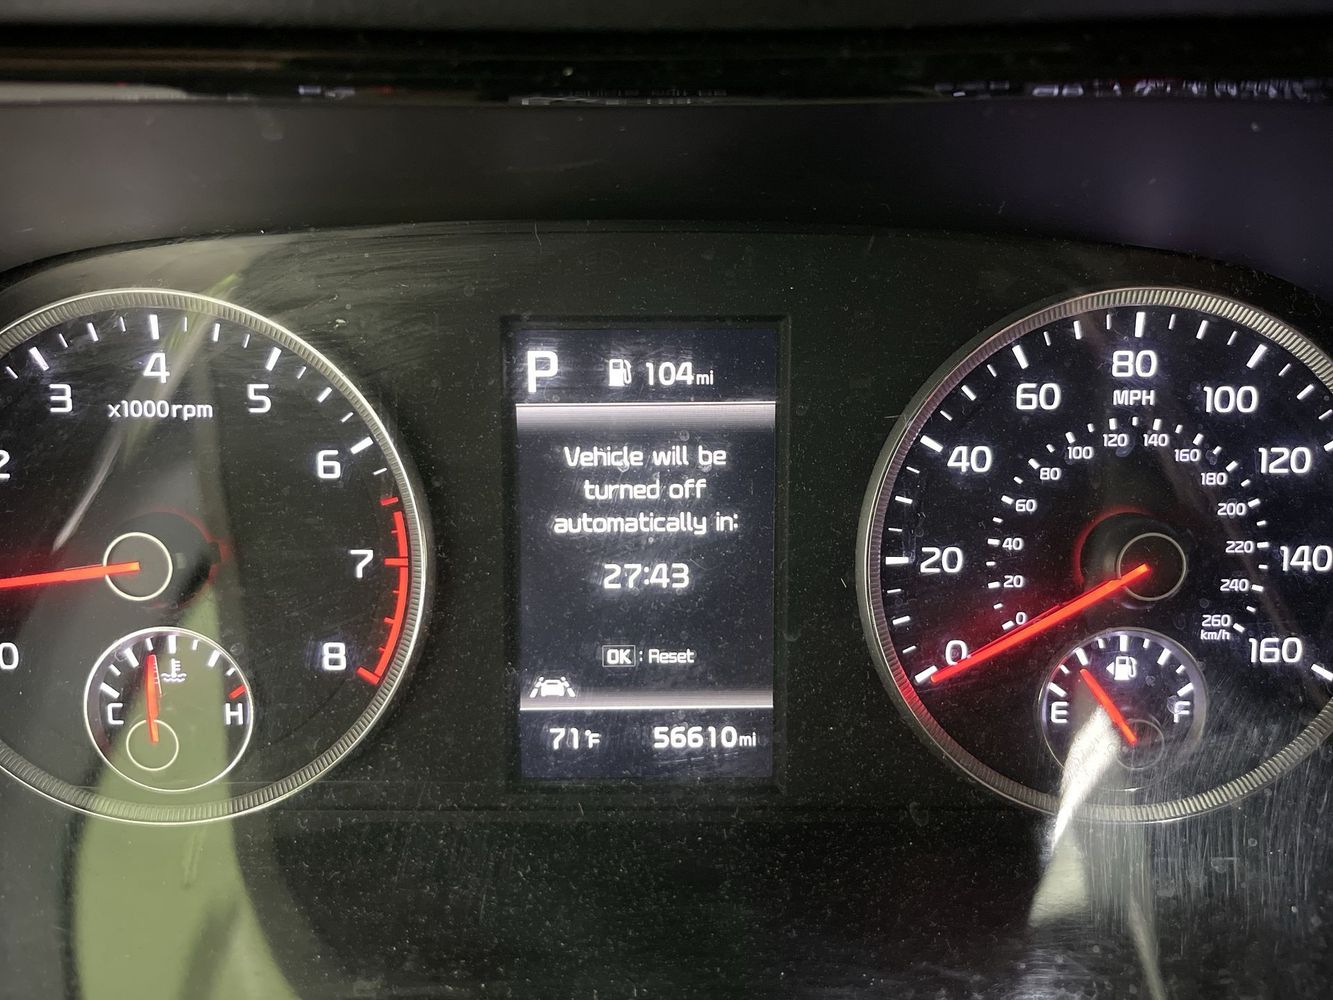 P 104mi
Vehicle will be
turned off
automatically in:
27:43
OK : Reset
71°F 56610mi
2
3
4
5
6
7
8
0
x1000rpm
C
H
0
20
40
60
80
100
120
140
160
MPH
0
20
40
60
80
100
120
140
160
180
200
220
240
260
km/h
E
F